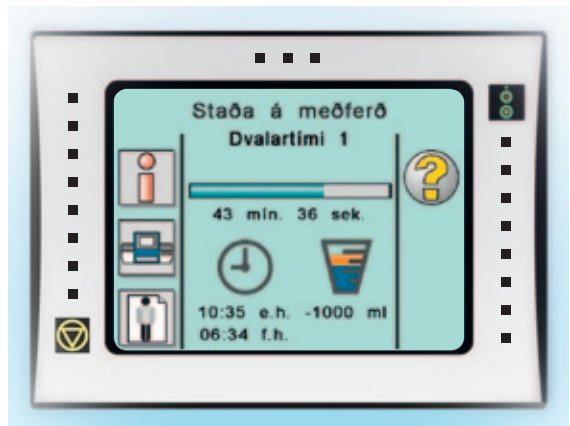 Staða á meðferð
Dvalartími 1
43 mín. 36 sek.
10:35 e.h. -1000 ml
06:34 f.h.